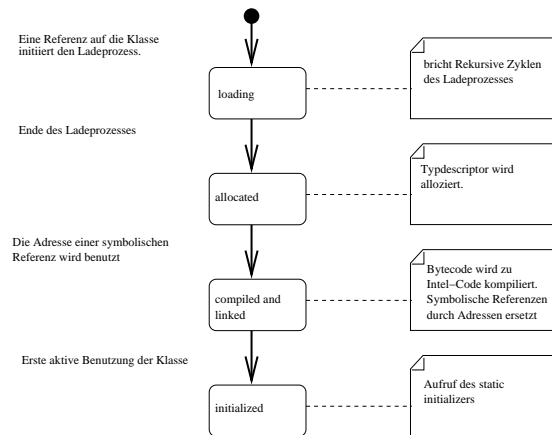 Eine Referenz auf die Klasse
initiiert den Ladeprozess.
bricht Rekursive Zyklen
des Ladeprozesses
loading
Ende des Ladeprozesses
Typdescriptor wird
alloziert.
allocated
Die Adresse einer symbolischen
Referenz wird benutzt
Bytecode wird zu
Intel−Code kompiliert.
Symbolische Referenzen
durch Adressen ersetzt
compiled and
linked
Erste aktive Benutzung der Klasse
Aufruf des static
initializers
initialized